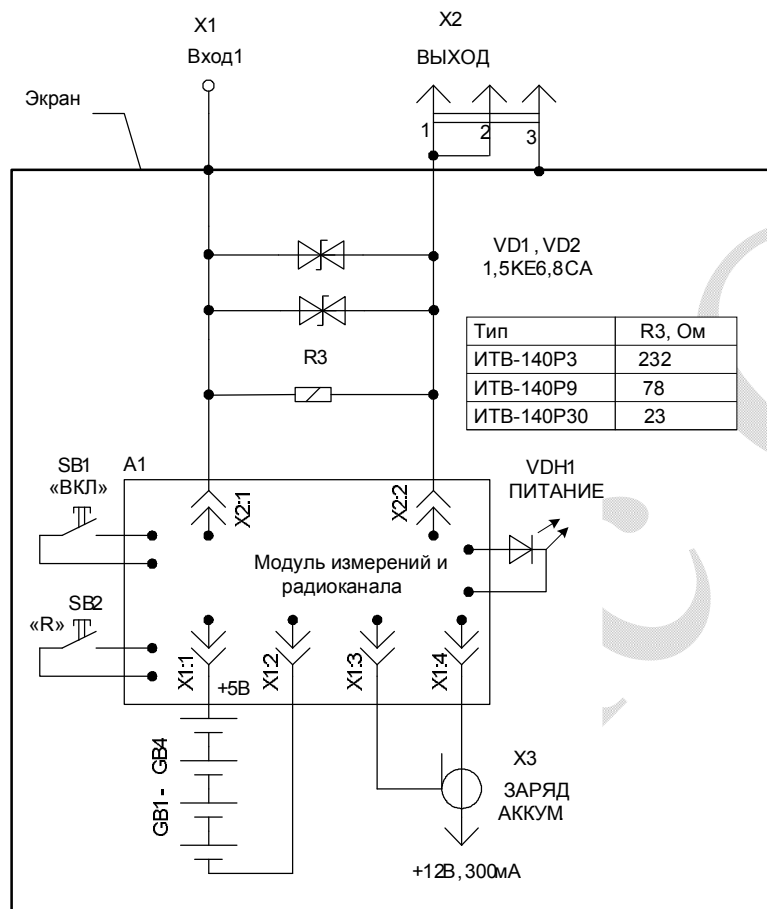 X1
X2
Вход1
ВЫХОД
Экран
1
2
3
VD1 , VD2
1,5KE6,8CA
R3
Тип R3, Ом
ИТВ-140Р3 232
ИТВ-140Р9 78
ИТВ-140Р30 23
SB1
«ВКЛ»
A1
VDH1
ПИТАНИЕ
X2:1
X2:2
Модуль измерений и
радиоканала
SB2
«R»
X1:1
X1:2
X1:3
X1:4
+5В
GB1 - GB4
X3
ЗАРЯД
АККУМ
+12В, 300мА